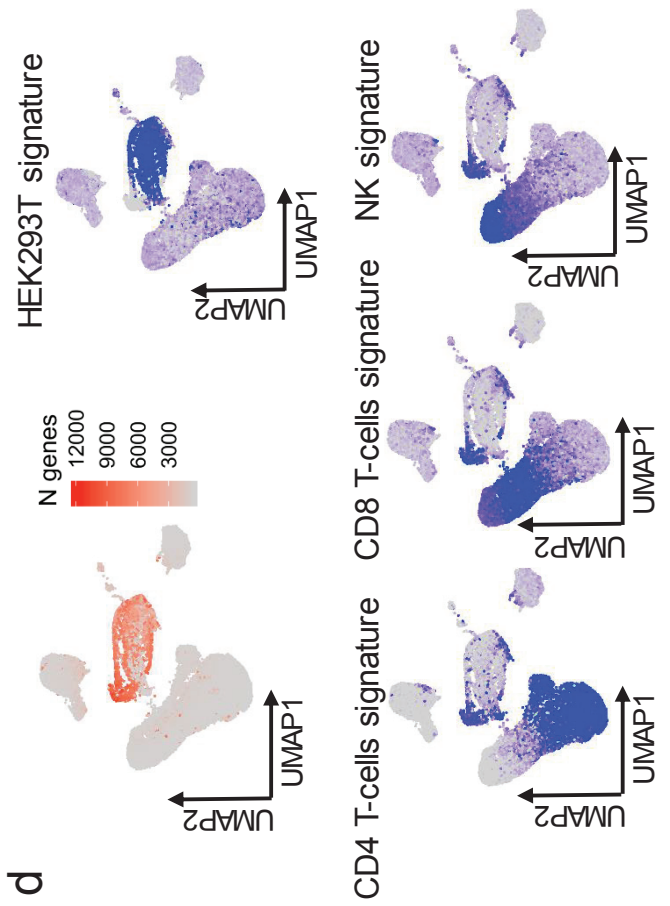 d
N genes
12000
9000
6000
3000
UMAP2
UMAP1
HEK293T signature
UMAP2
UMAP1
CD4 T-cells signature
UMAP2
UMAP1
CD8 T-cells signature
UMAP2
UMAP1
NK signature
UMAP2
UMAP1